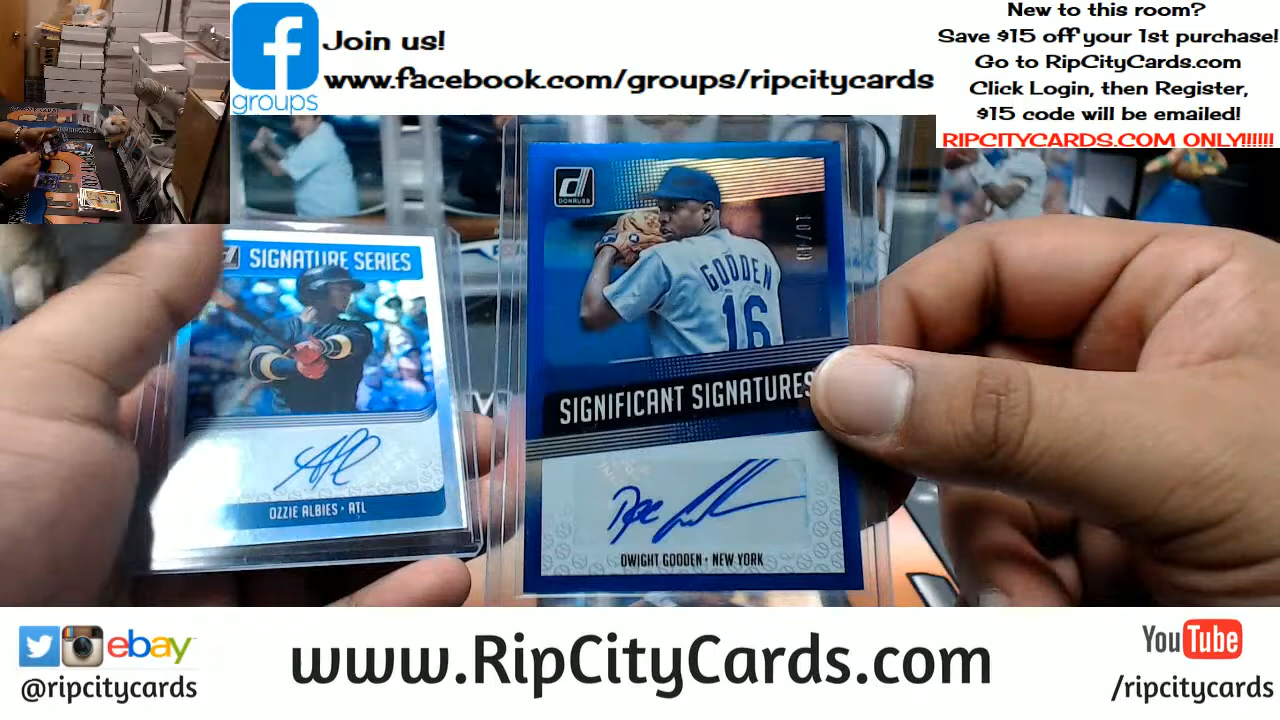 Join us!
www.facebook.com/groups/ripcitycards
groups
New to this room?
Save $15 off your 1st purchase!
Go to RipCityCards.com
Click Login, then Register,
$15 code will be emailed!
RIPCITYCARDS.COM ONLY!!!!!!
SIGNATURE SERIES
OZZIE ALBIES · ATL
DONRUSS
GOODEN
16
SIGNIFICANT SIGNATURES
DWIGHT GOODEN · NEW YORK
ebay
@ripcitycards
www.RipCityCards.com
YouTube
/ripcitycards